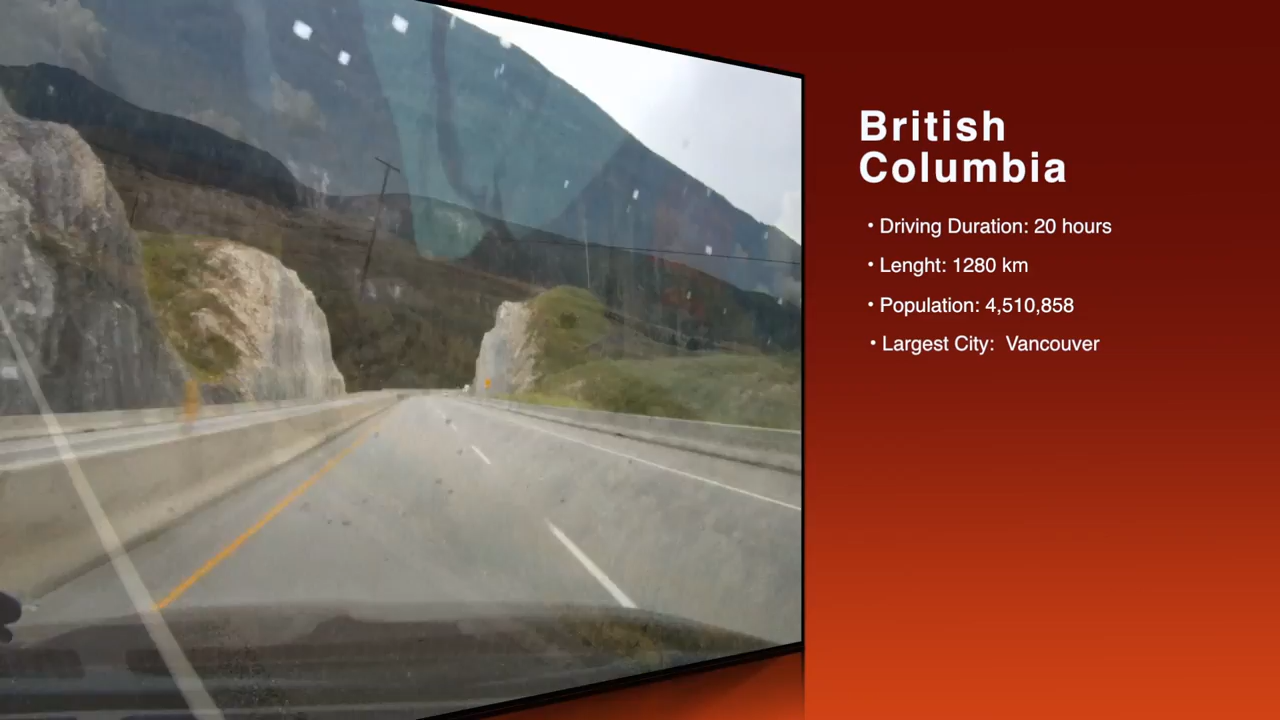 British
Columbia
• Driving Duration: 20 hours
• Lenght: 1280 km
• Population: 4,510,858
• Largest City:  Vancouver